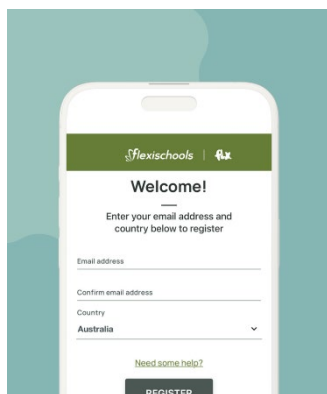 flexischools | flx
Welcome!
Enter your email address and
country below to register
Email address
Confirm email address
Country
Australia
Need some help?
REGISTER